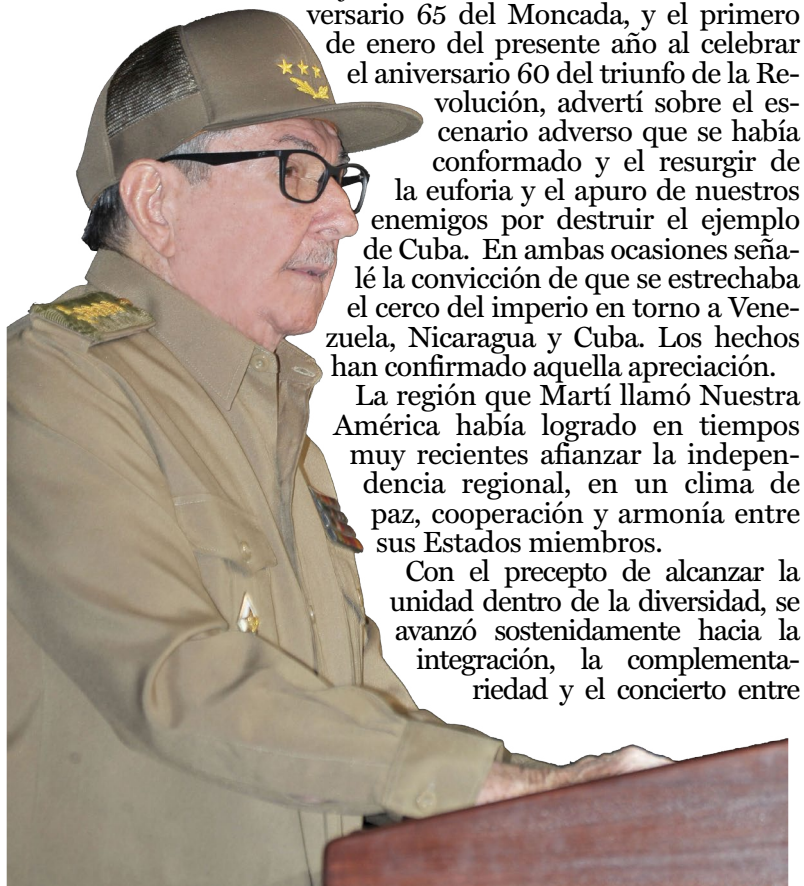 versario 65 del Moncada, y el primero
de enero del presente año al celebrar
el aniversario 60 del triunfo de la Re-
volución, advertí sobre el es-
cenario adverso que se había
conformado y el resurgir de
la euforia y el apuro de nuestros
enemigos por destruir el ejemplo
de Cuba. En ambas ocasiones seña-
lé la convicción de que se estrechaba
el cerco del imperio en torno a Vene-
zuela, Nicaragua y Cuba. Los hechos
han confirmado aquella apreciación.
La región que Martí llamó Nuestra
América había logrado en tiempos
muy recientes afianzar la indepen-
dencia regional, en un clima de
paz, cooperación y armonía entre
sus Estados miembros.
Con el precepto de alcanzar la
unidad dentro de la diversidad, se
avanzó sostenidamente hacia la
integración, la complementa-
riedad y el concierto entre